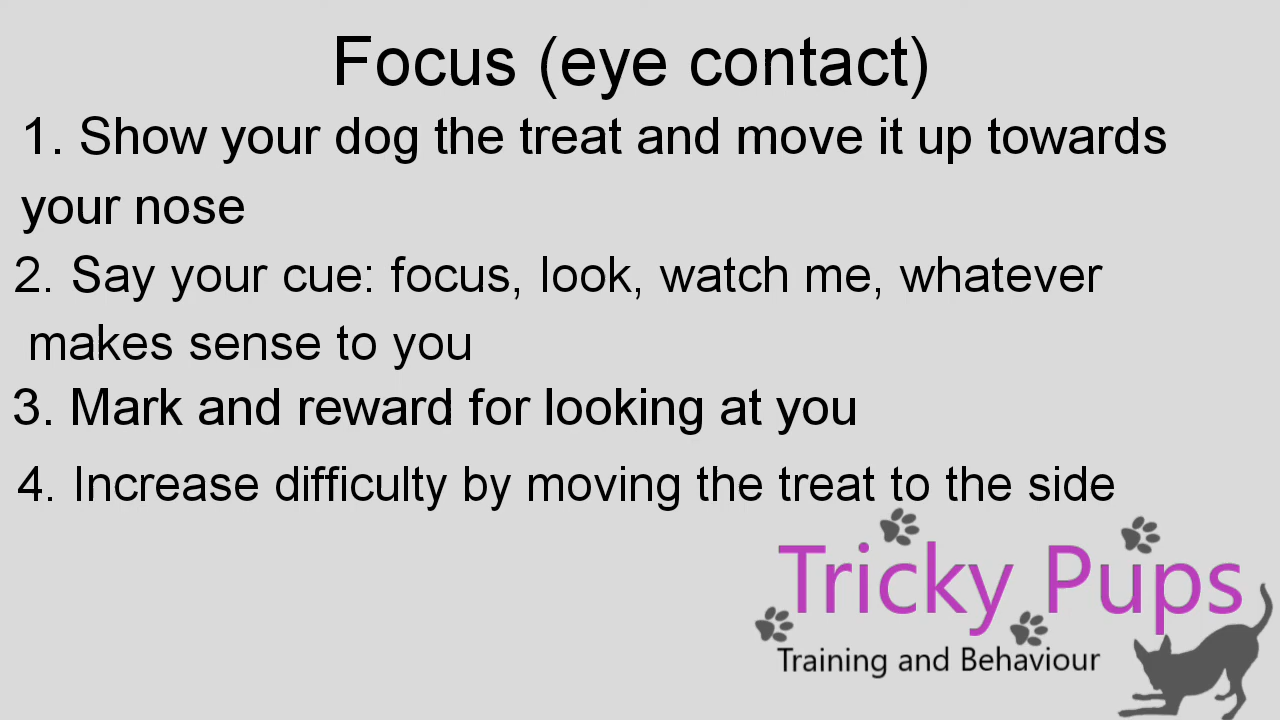 Focus (eye contact)
1. Show your dog the treat and move it up towards
your nose
2. Say your cue: focus, look, watch me, whatever
makes sense to you
3. Mark and reward for looking at you
4. Increase difficulty by moving the treat to the side
Tricky Pups
Training and Behaviour